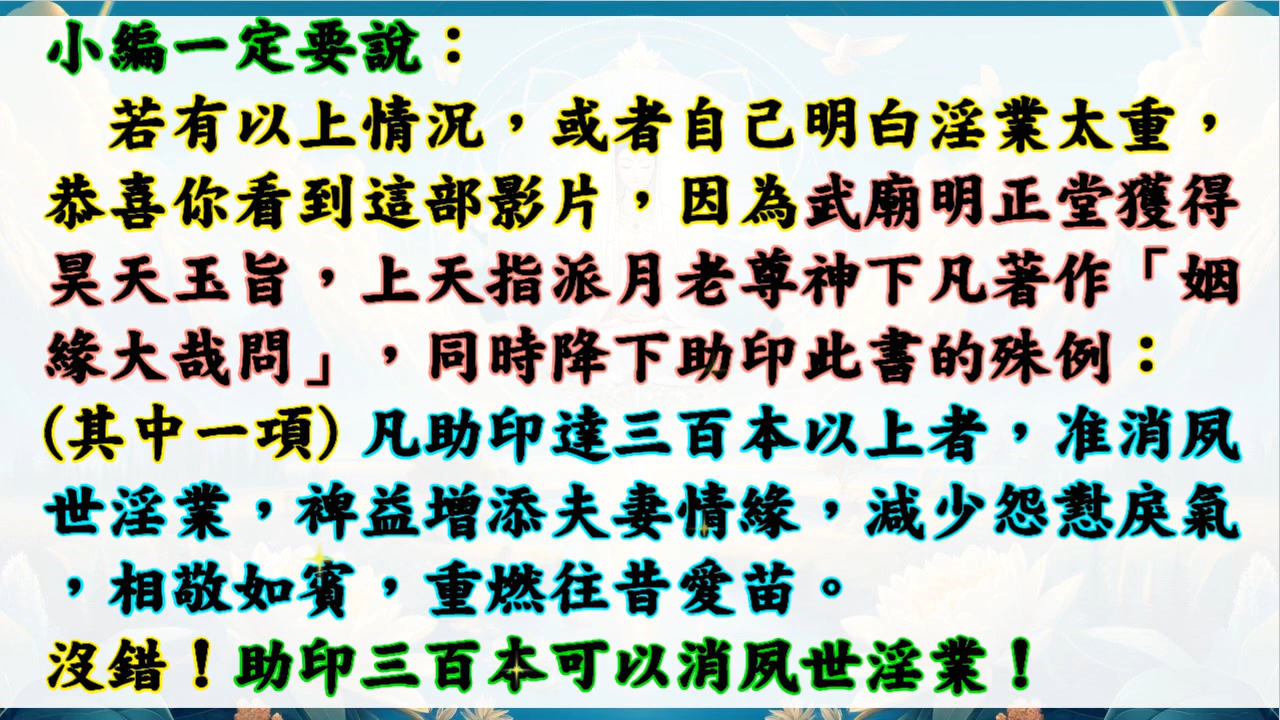 小編一定要說：
若有以上情況，或者自己明白淫業太重，
恭喜你看到這部影片，因為武廟明正堂獲得
昊天玉旨，上天指派月老尊神下凡著作「姻
緣大哉問」，同時降下助印此書的殊例：
(其中一項) 凡助印達三百本以上者，准消夙
世淫業，裨益增添夫妻情緣，減少怨懟戾氣
，相敬如賓，重燃往昔愛苗。
沒錯！助印三百本可以消夙世淫業！